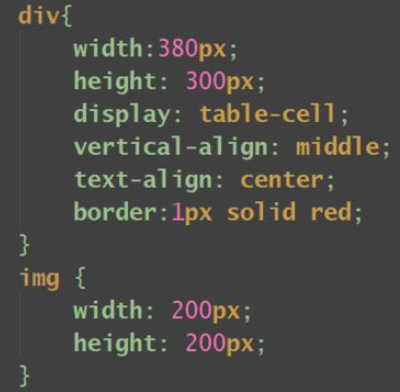 div{
    width:380px;
    height: 300px;
    display: table-cell;
    vertical-align: middle;
    text-align: center;
    border:1px solid red;
}
img {
    width: 200px;
    height: 200px;
}